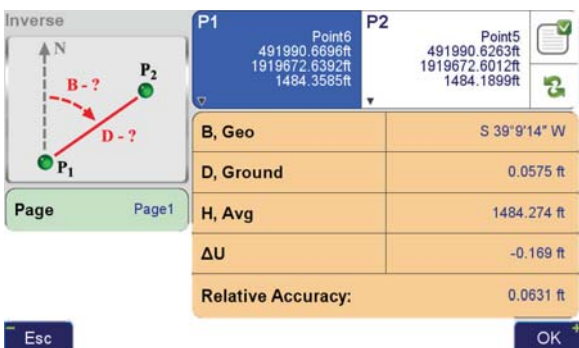 Inverse
N
B - ?
P2
D - ?
P1
Page Page1
P1
Point6
491990.6696ft
1919672.6392ft
1484.3585ft
P2
Point5
491990.6263ft
1919672.6012ft
1484.1899ft
B, Geo S 39°9'14" W
D, Ground 0.0575 ft
H, Avg 1484.274 ft
ΔU -0.169 ft
Relative Accuracy: 0.0631 ft
Esc
OK